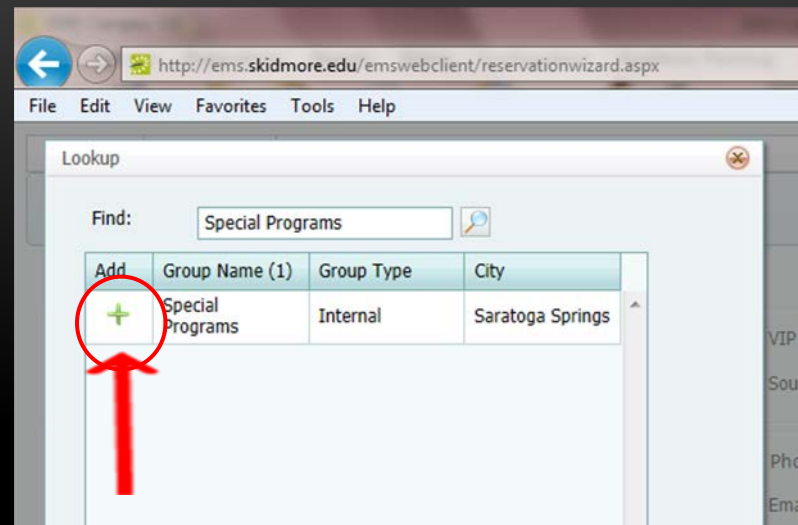 http://ems.skidmore.edu/emswebclient/reservationwizard.aspx
File Edit View Favorites Tools Help
Lookup
Find: Special Programs
Add Group Name (1) Group Type City
Special Programs Internal Saratoga Springs
VIP
Sou
Pho
Ema